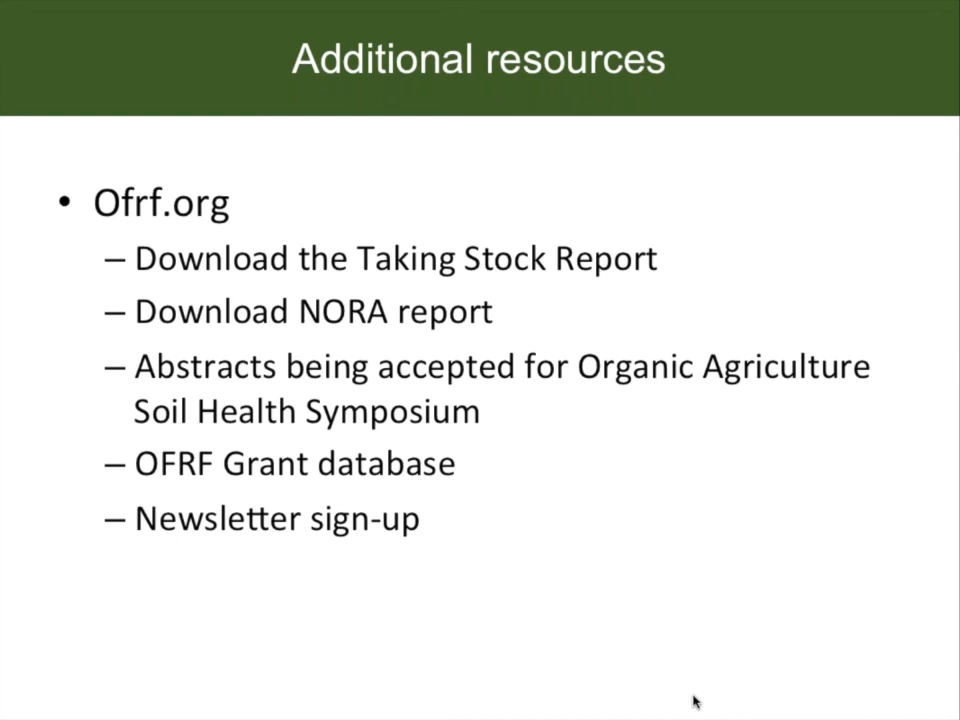 Additional resources
• Ofrf.org
– Download the Taking Stock Report
– Download NORA report
– Abstracts being accepted for Organic Agriculture
Soil Health Symposium
– OFRF Grant database
– Newsletter sign-up